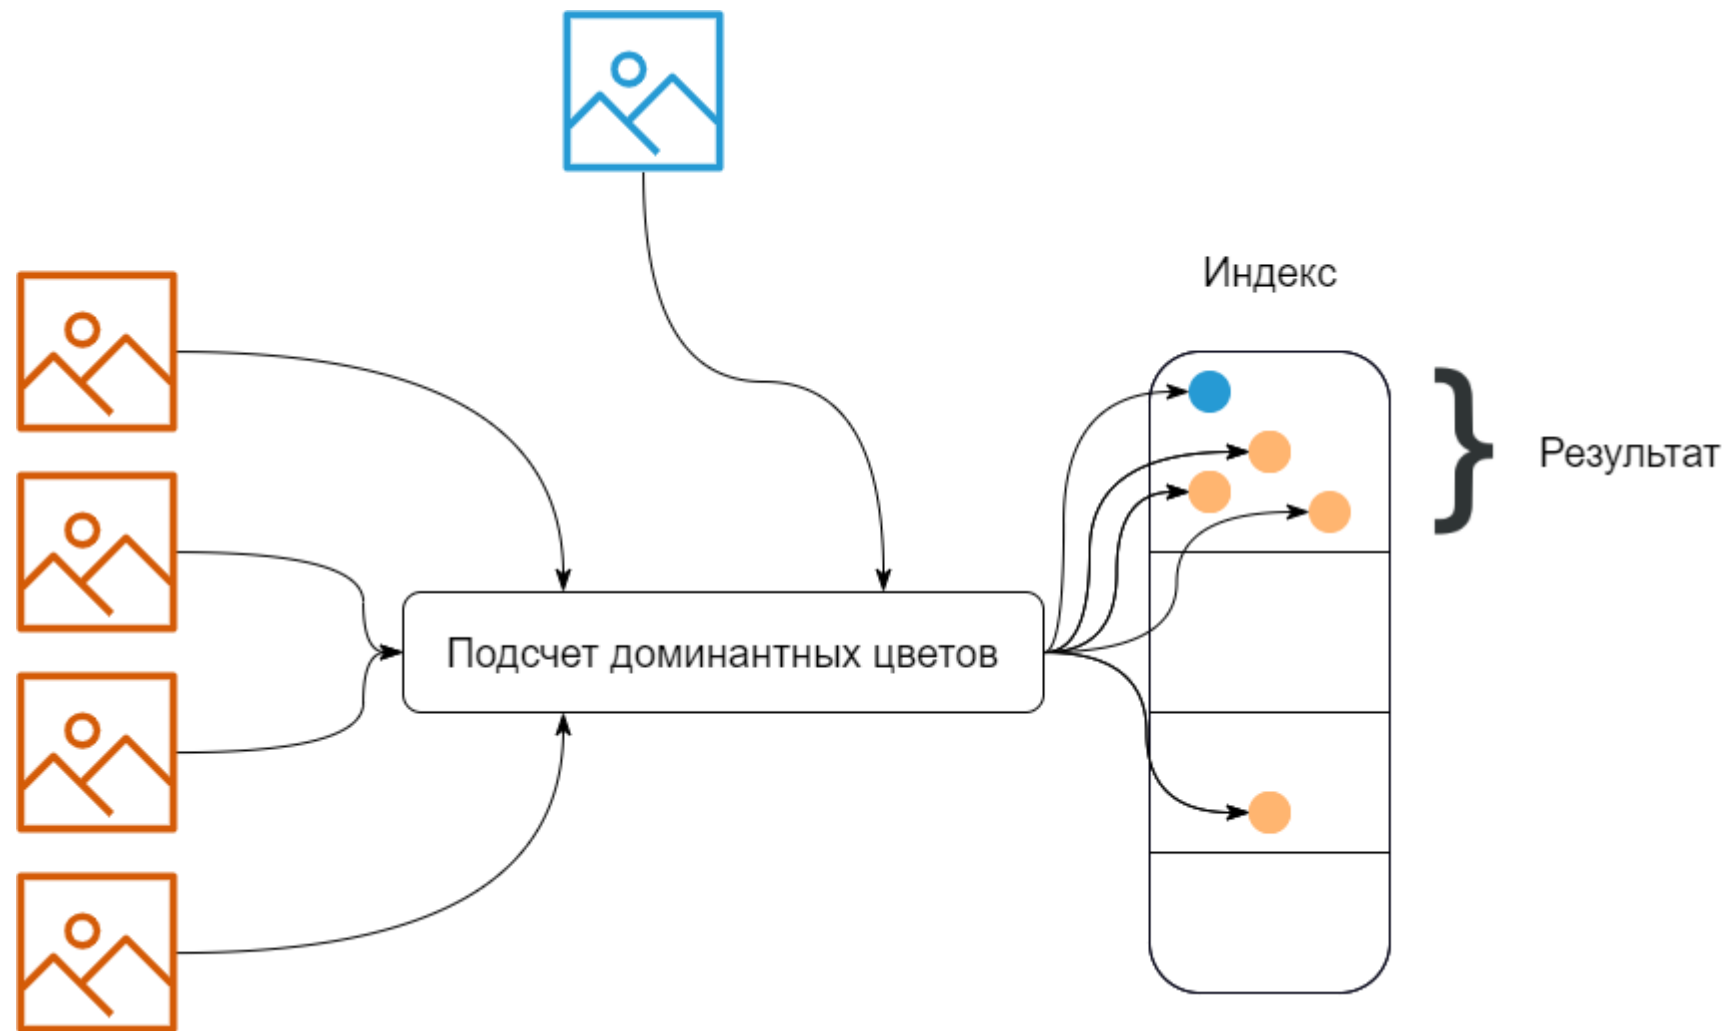 Индекс
Результат
Подсчет доминантных цветов